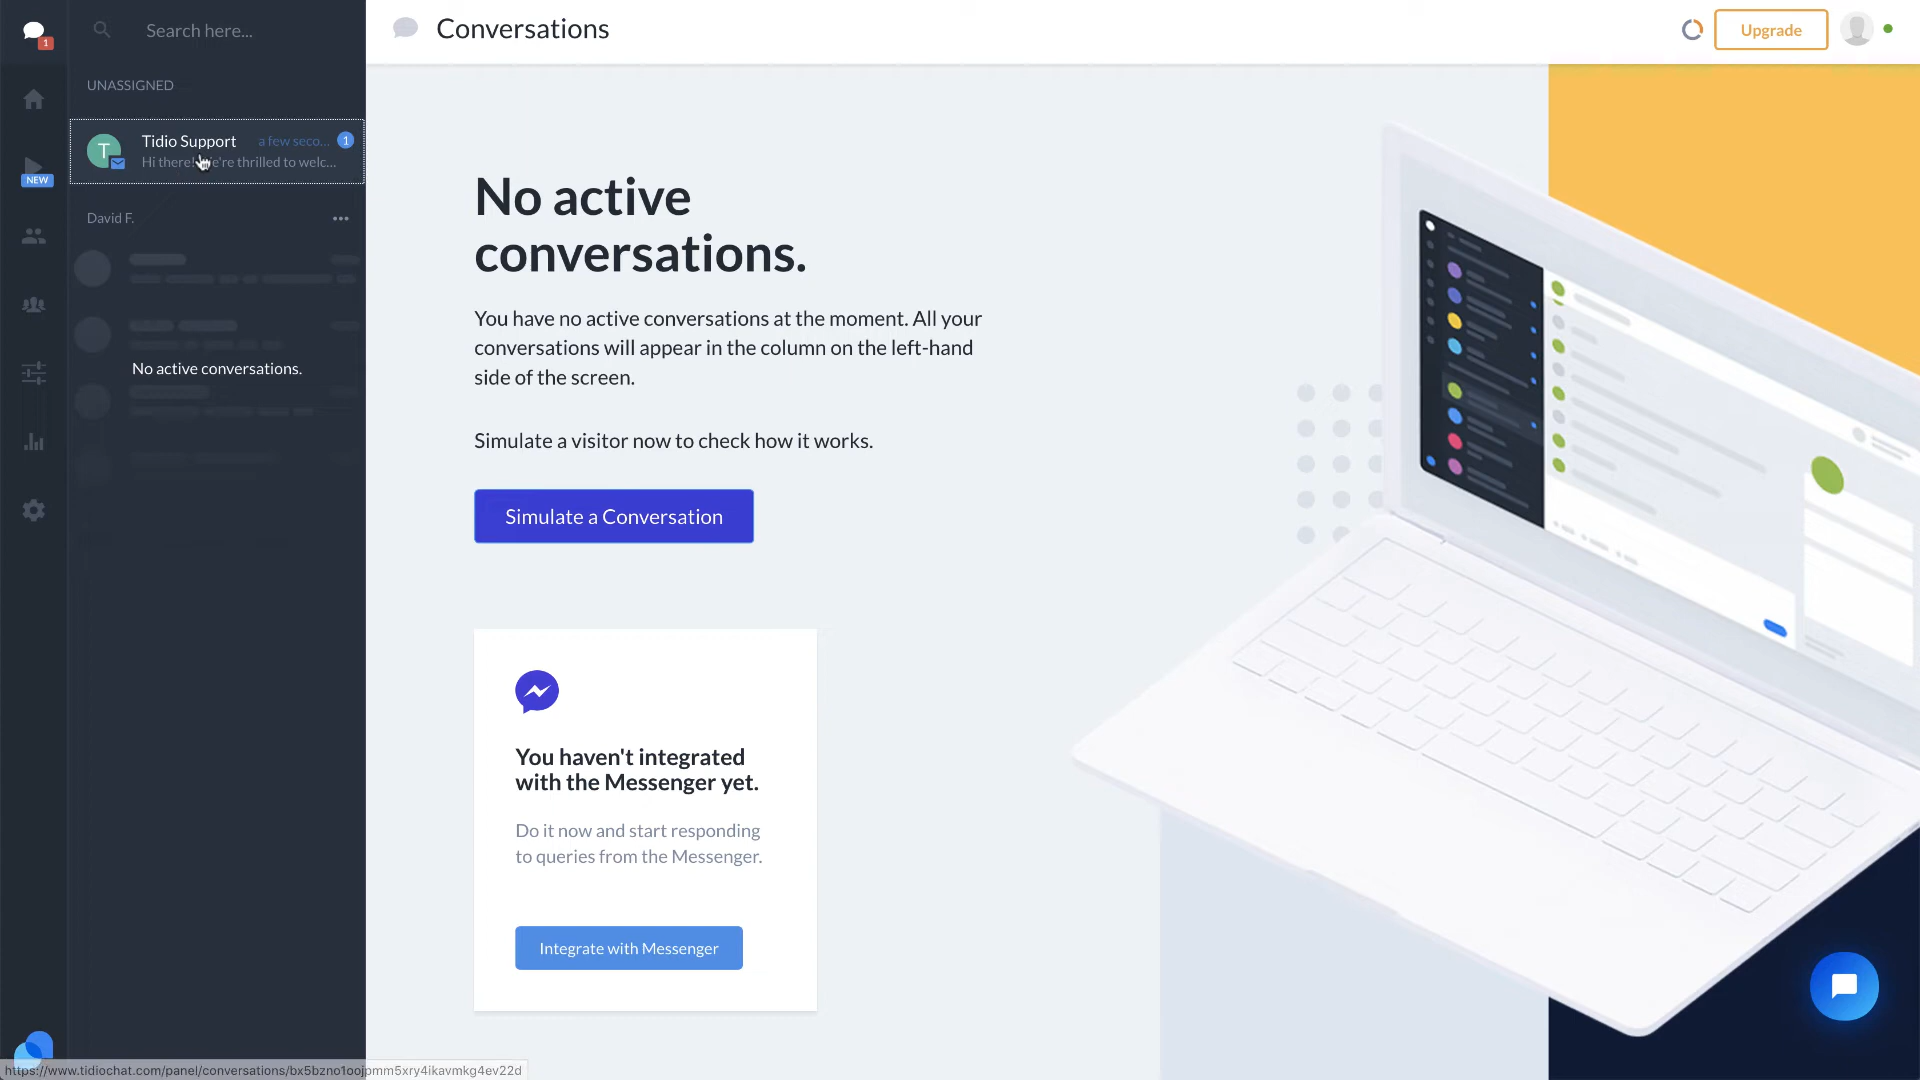 1
Search here...
Conversations
Upgrade
UNASSIGNED
Tidio Support a few seco... 1
T
Hi there! We're thrilled to welc...
NEW
David F.
No active conversations.
No active
conversations.
You have no active conversations at the moment. All your
conversations will appear in the column on the left-hand
side of the screen.
Simulate a visitor now to check how it works.
Simulate a Conversation
You haven't integrated
with the Messenger yet.
Do it now and start responding
to queries from the Messenger.
Integrate with Messenger
https://www.tidiochat.com/panel/conversations/bx5bzno1oojpmm5xry4ikavmkg4ev22d